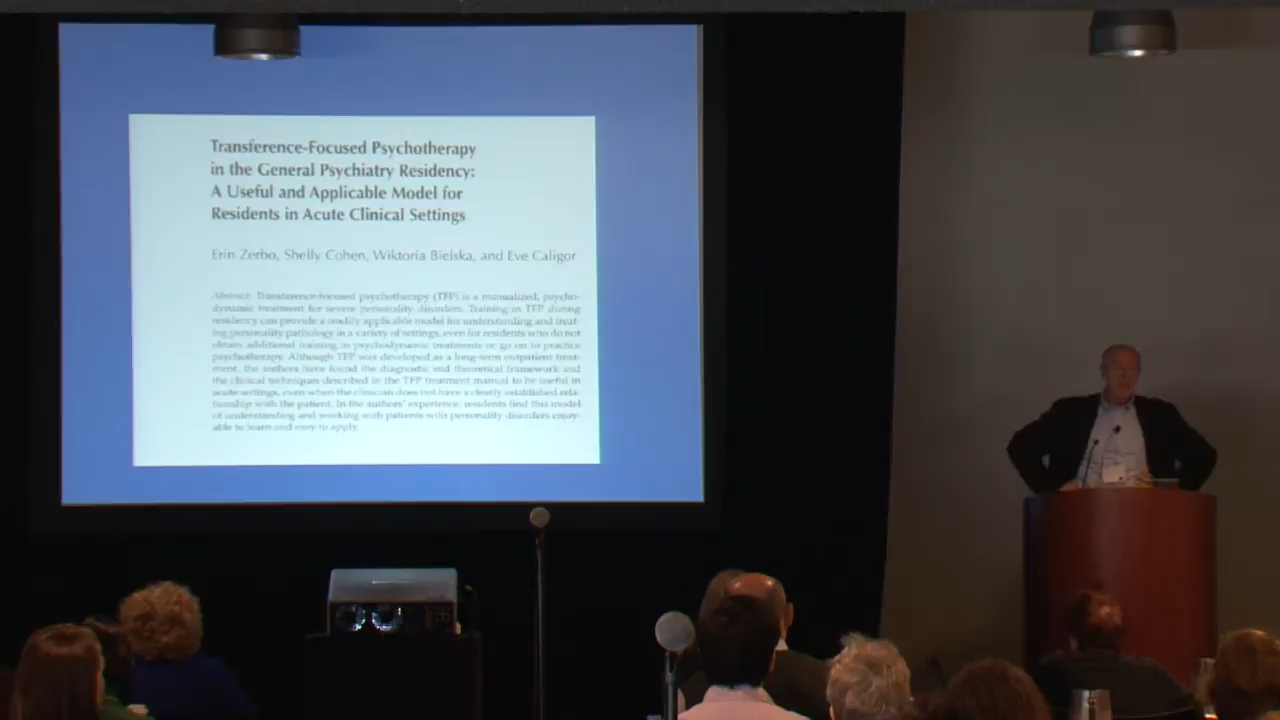 Transference-Focused Psychotherapy
in the General Psychiatry Residency:
A Useful and Applicable Model for
Residents in Acute Clinical Settings
Erin Zerbo, Shelly Cohen, Wiktoria Bielska, and Eve Caligor
Abstract: Transference-focused psychotherapy (TFP) is a manualized, psycho-
dynamic treatment for severe personality disorders. Training in TFP during
residency can provide a readily applicable model for understanding and treat-
ing personality pathology in a variety of settings, even for residents who do not
obtain additional training in psychodynamic treatments or go on to practice
psychotherapy. Although TFP was developed as a long-term outpatient treat-
ment, the authors have found the diagnostic and theoretical framework and
the clinical techniques described in the TFP treatment manual to be useful in
acute settings, even when the clinician does not have a clearly established rela-
tionship with the patient. In the authors' experience, residents find this model
of understanding and working with patients with personality disorders enjoy-
able to learn and easy to apply.